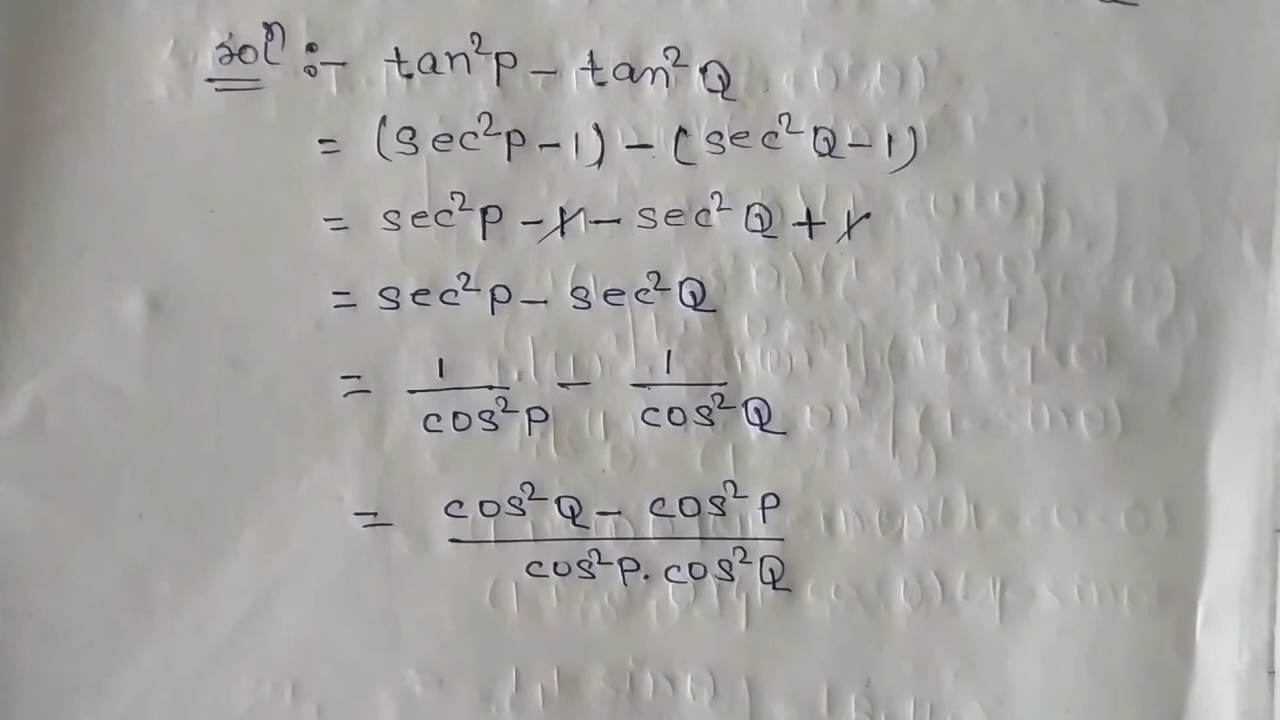 Sol :- tan²P - tan²Q
= (sec²P - 1) - (sec²Q - 1)
= sec²P - 1 - sec²Q + 1
= sec²P - sec²Q
= 1/cos²P - 1/cos²Q
= cos²Q - cos²P / cos²P . cos²Q